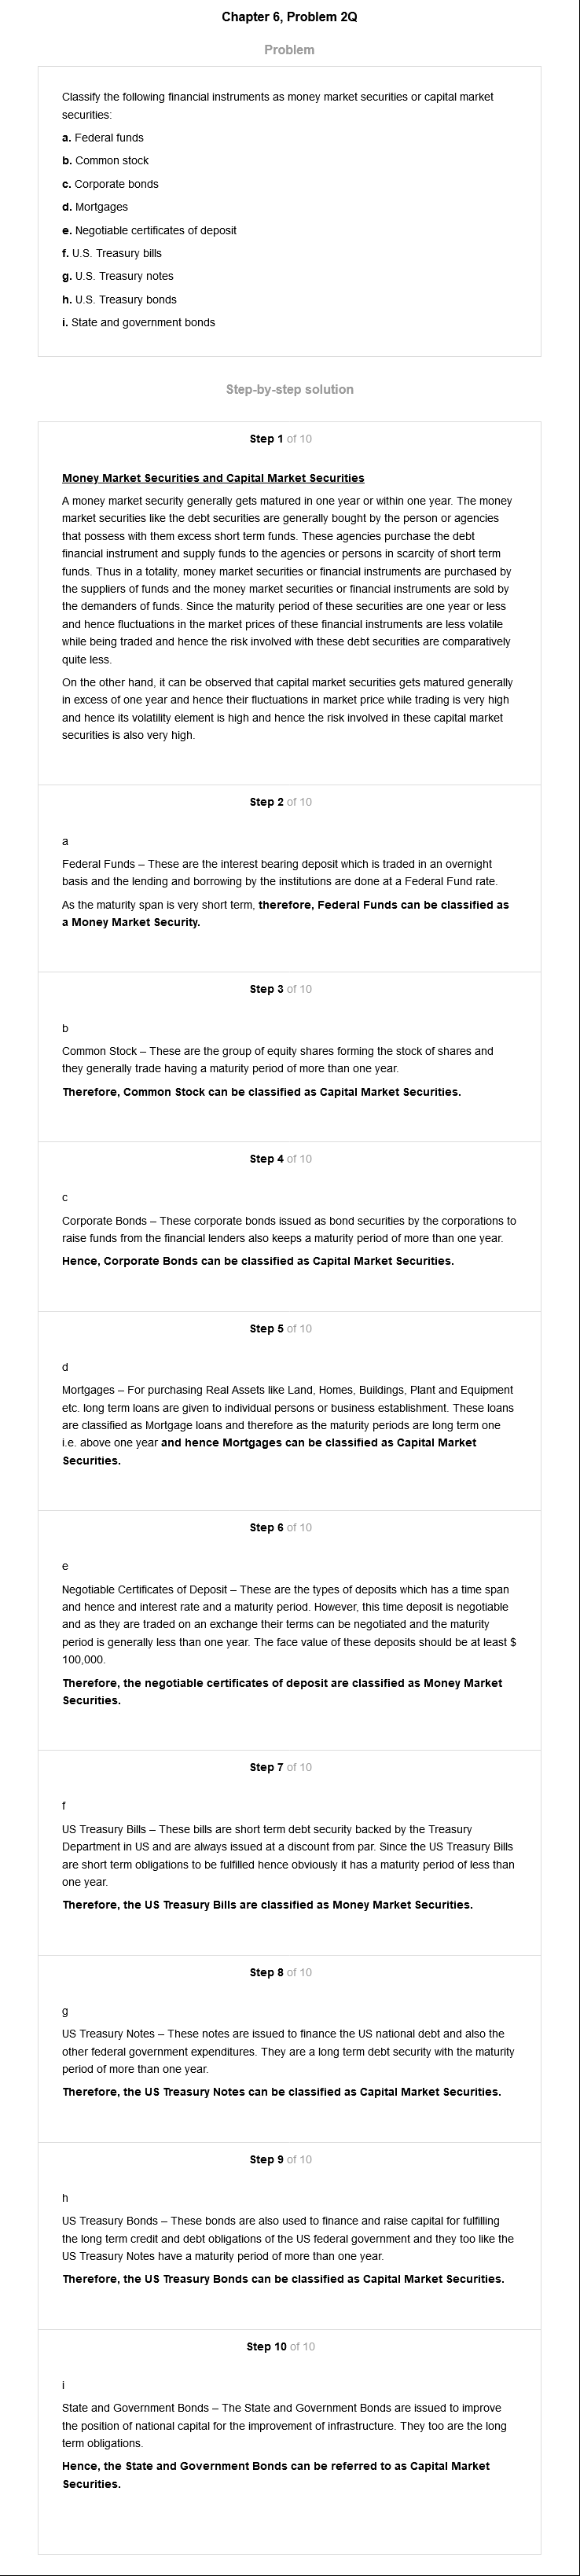 Chapter 6, Problem 2Q
Problem
Classify the following financial instruments as money market securities or capital market
securities:
a. Federal funds
b. Common stock
c. Corporate bonds
d. Mortgages
e. Negotiable certificates of deposit
f. U.S. Treasury bills
g. U.S. Treasury notes
h. U.S. Treasury bonds
i. State and government bonds
Step-by-step solution
Step 1 of 10
Money Market Securities and Capital Market Securities
A money market security generally gets matured in one year or within one year. The money
market securities like the debt securities are generally bought by the person or agencies
that possess with them excess short term funds. These agencies purchase the debt
financial instrument and supply funds to the agencies or persons in scarcity of short term
funds. Thus in a totality, money market securities or financial instruments are purchased by
the suppliers of funds and the money market securities or financial instruments are sold by
the demanders of funds. Since the maturity period of these securities are one year or less
and hence fluctuations in the market prices of these financial instruments are less volatile
while being traded and hence the risk involved with these debt securities are comparatively
quite less.
On the other hand, it can be observed that capital market securities gets matured generally
in excess of one year and hence their fluctuations in market price while trading is very high
and hence its volatility element is high and hence the risk involved in these capital market
securities is also very high.
Step 2 of 10
a
Federal Funds – These are the interest bearing deposit which is traded in an overnight
basis and the lending and borrowing by the institutions are done at a Federal Fund rate.
As the maturity span is very short term, therefore, Federal Funds can be classified as
a Money Market Security.
Step 3 of 10
b
Common Stock – These are the group of equity shares forming the stock of shares and
they generally trade having a maturity period of more than one year.
Therefore, Common Stock can be classified as Capital Market Securities.
Step 4 of 10
c
Corporate Bonds – These corporate bonds issued as bond securities by the corporations to
raise funds from the financial lenders also keeps a maturity period of more than one year.
Hence, Corporate Bonds can be classified as Capital Market Securities.
Step 5 of 10
d
Mortgages – For purchasing Real Assets like Land, Homes, Buildings, Plant and Equipment
etc. long term loans are given to individual persons or business establishment. These loans
are classified as Mortgage loans and therefore as the maturity periods are long term one
i.e. above one year and hence Mortgages can be classified as Capital Market
Securities.
Step 6 of 10
e
Negotiable Certificates of Deposit – These are the types of deposits which has a time span
and hence and interest rate and a maturity period. However, this time deposit is negotiable
and as they are traded on an exchange their terms can be negotiated and the maturity
period is generally less than one year. The face value of these deposits should be at least $
100,000.
Therefore, the negotiable certificates of deposit are classified as Money Market
Securities.
Step 7 of 10
f
US Treasury Bills – These bills are short term debt security backed by the Treasury
Department in US and are always issued at a discount from par. Since the US Treasury Bills
are short term obligations to be fulfilled hence obviously it has a maturity period of less than
one year.
Therefore, the US Treasury Bills are classified as Money Market Securities.
Step 8 of 10
g
US Treasury Notes – These notes are issued to finance the US national debt and also the
other federal government expenditures. They are a long term debt security with the maturity
period of more than one year.
Therefore, the US Treasury Notes can be classified as Capital Market Securities.
Step 9 of 10
h
US Treasury Bonds – These bonds are also used to finance and raise capital for fulfilling
the long term credit and debt obligations of the US federal government and they too like the
US Treasury Notes have a maturity period of more than one year.
Therefore, the US Treasury Bonds can be classified as Capital Market Securities.
Step 10 of 10
i
State and Government Bonds – The State and Government Bonds are issued to improve
the position of national capital for the improvement of infrastructure. They too are the long
term obligations.
Hence, the State and Government Bonds can be referred to as Capital Market
Securities.